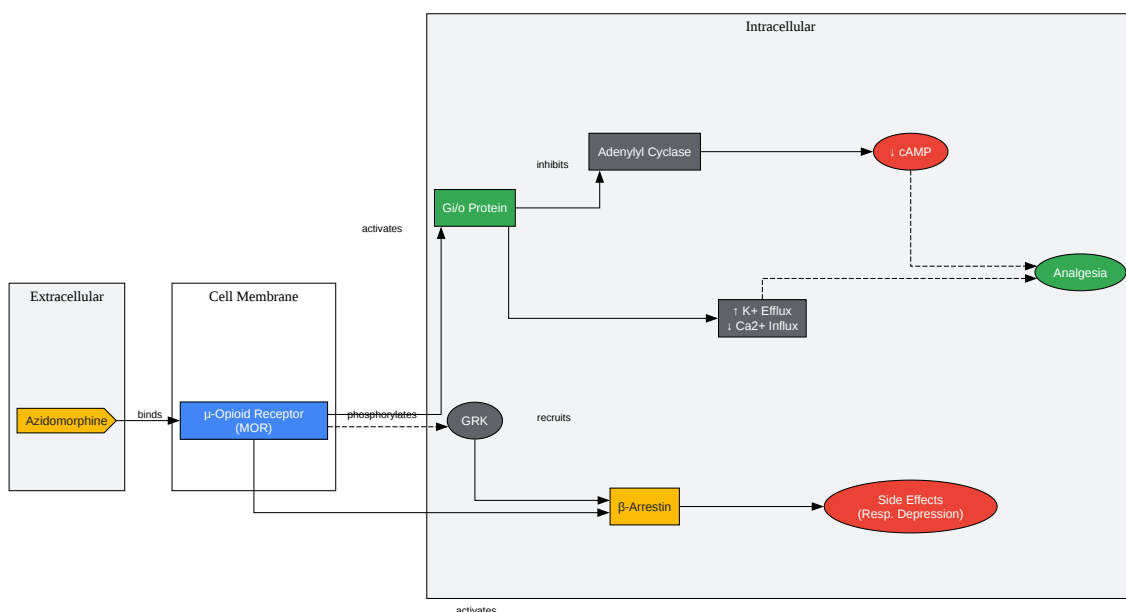 Intracellular
Adenylyl Cyclase
↓ cAMP
inhibits
Gi/o Protein
activates
Analgesia
Extracellular
Cell Membrane
↑ K+ Efflux
↓ Ca2+ Influx
Azidomorphine
binds
μ-Opioid Receptor
(MOR)
phosphorylates
GRK
recruits
β-Arrestin
Side Effects
(Resp. Depression)
activates